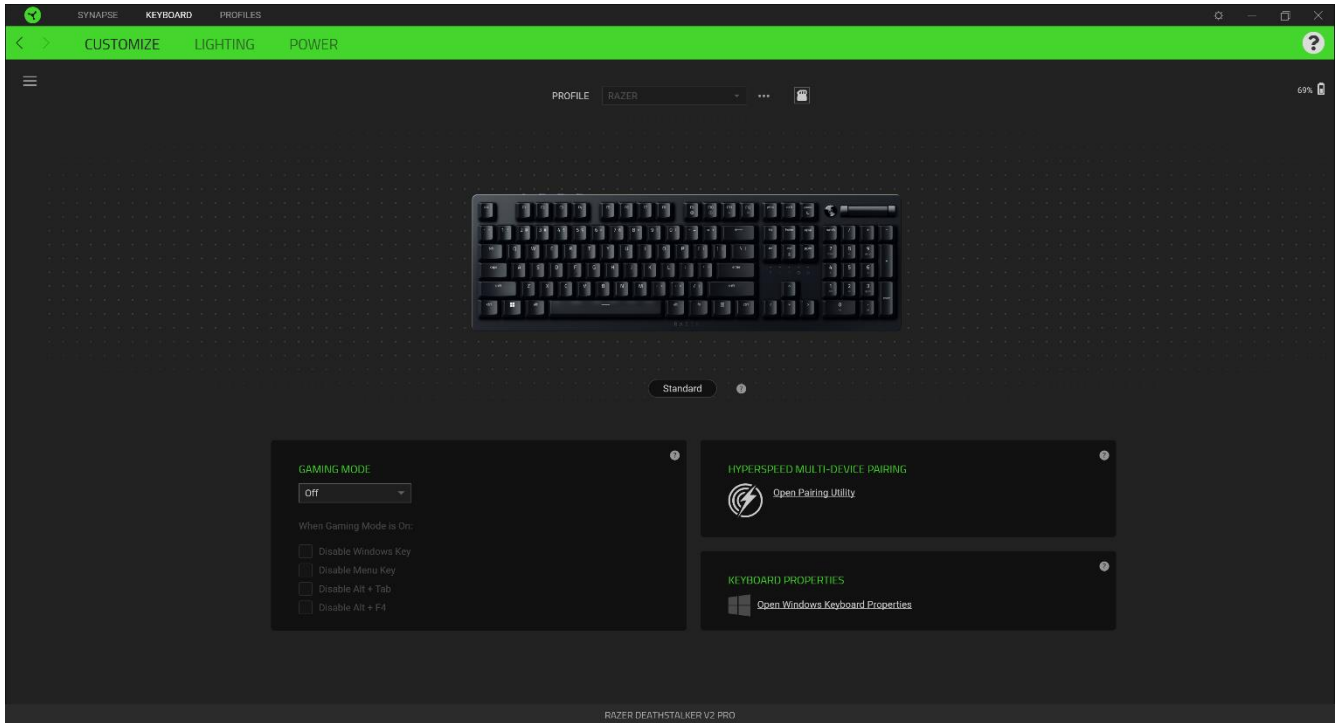 SYNAPSE KEYBOARD PROFILES
CUSTOMIZE LIGHTING POWER ?
PROFILE RAZER
69%
Standard ?
GAMING MODE ?
Off
When Gaming Mode is On:
Disable Windows Key
Disable Menu Key
Disable Alt + Tab
Disable Alt + F4
HYPERSPEED MULTI-DEVICE PAIRING ?
Open Pairing Utility
KEYBOARD PROPERTIES ?
Open Windows Keyboard Properties
RAZER DEATHSTALKER V2 PRO